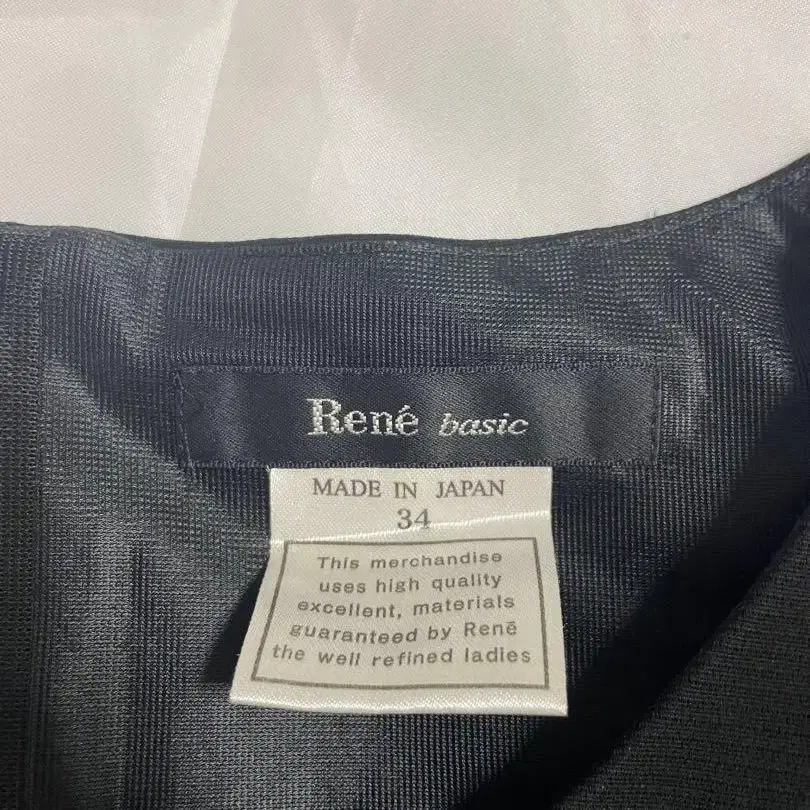 René basic
MADE IN JAPAN
34
This merchandise
uses high quality
excellent, materials
guaranteed by René
the well refined ladies